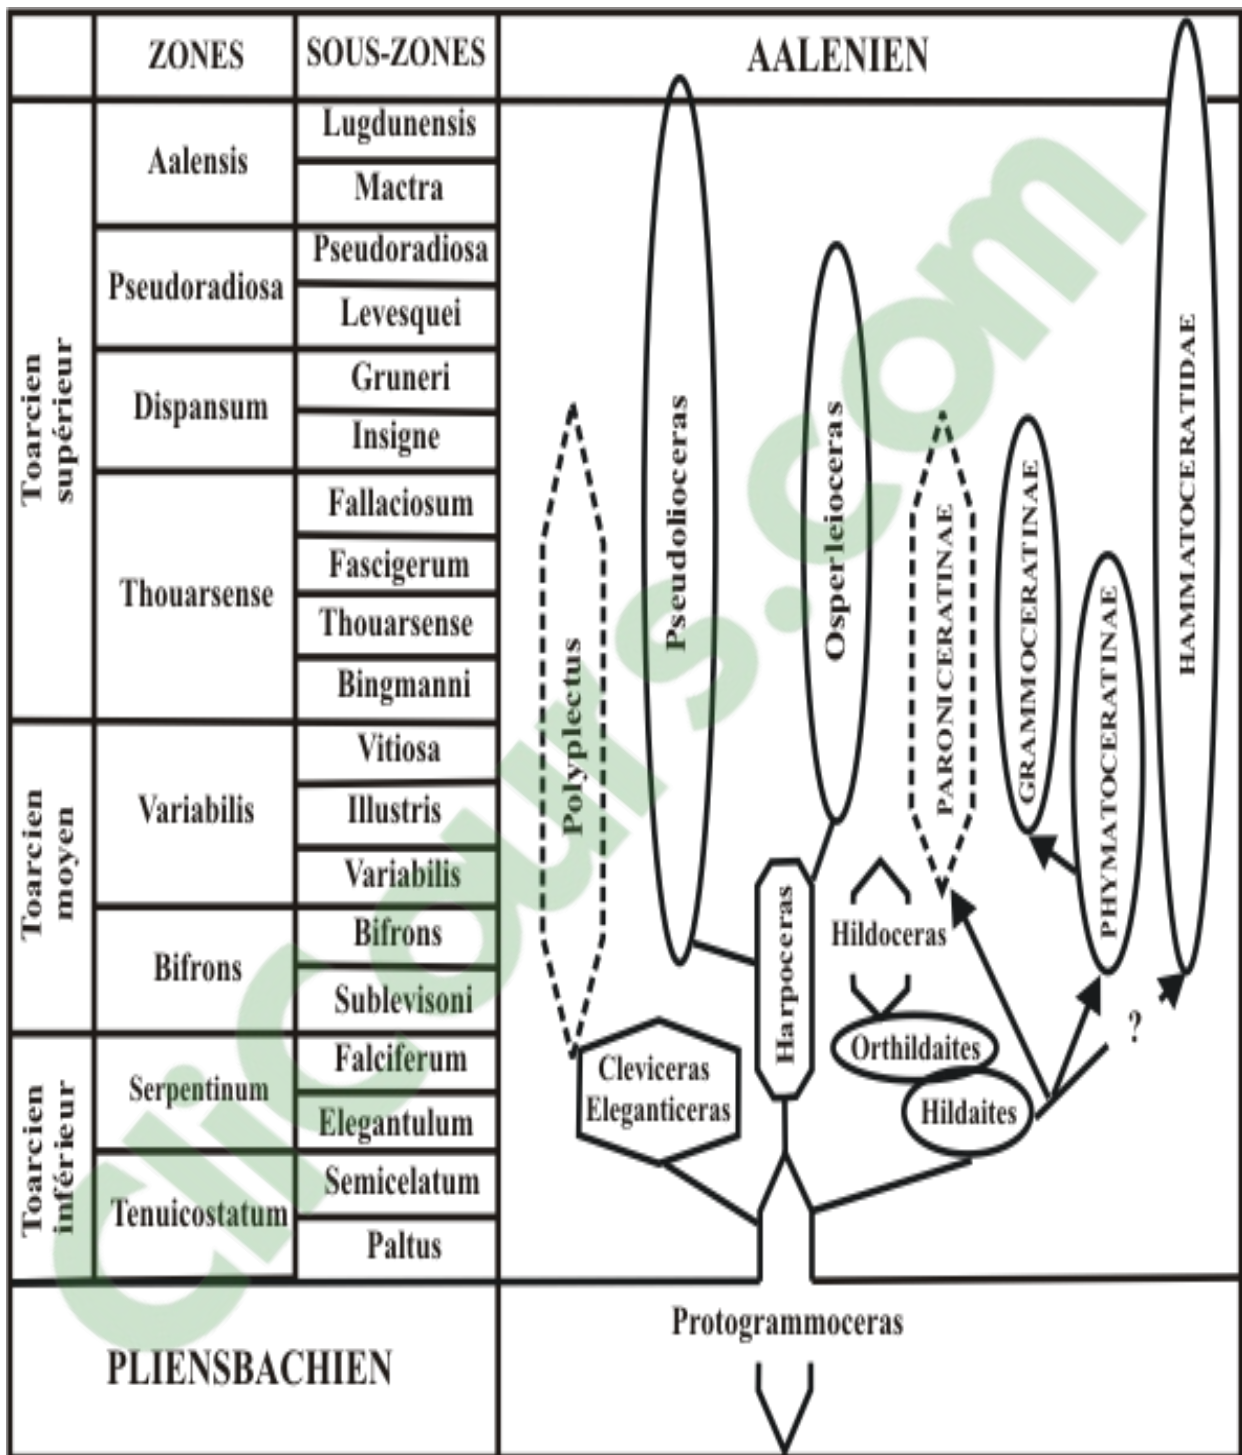 ZONES
SOUS-ZONES
AALENIEN
Toarcien
supérieur
Aalensis
Lugdunensis
Mactra
Pseudoradiosa
Pseudoradiosa
Levesquei
Dispansum
Gruneri
Insigne
Thouarsense
Fallaciosum
Fascigerum
Thouarsense
Bingmanni
Toarcien
moyen
Variabilis
Vitiosa
Illustris
Variabilis
Bifrons
Bifrons
Sublevisoni
Toarcien
inférieur
Serpentinum
Falciferum
Elegantulum
Tenuicostatum
Semicelatum
Paltus
PLIENSBACHIEN
Polyplectus
Pseudolioceras
Osperleioceras
PARONICERATINAE
GRAMMOCERATINAE
PHYMATOCERATINAE
HAMMATOCERATIDAE
Harpoceras
Hildoceras
Orthildaites
Hildaites
?
Cleviceras
Eleganticeras
Protogrammoceras
Clicours.com